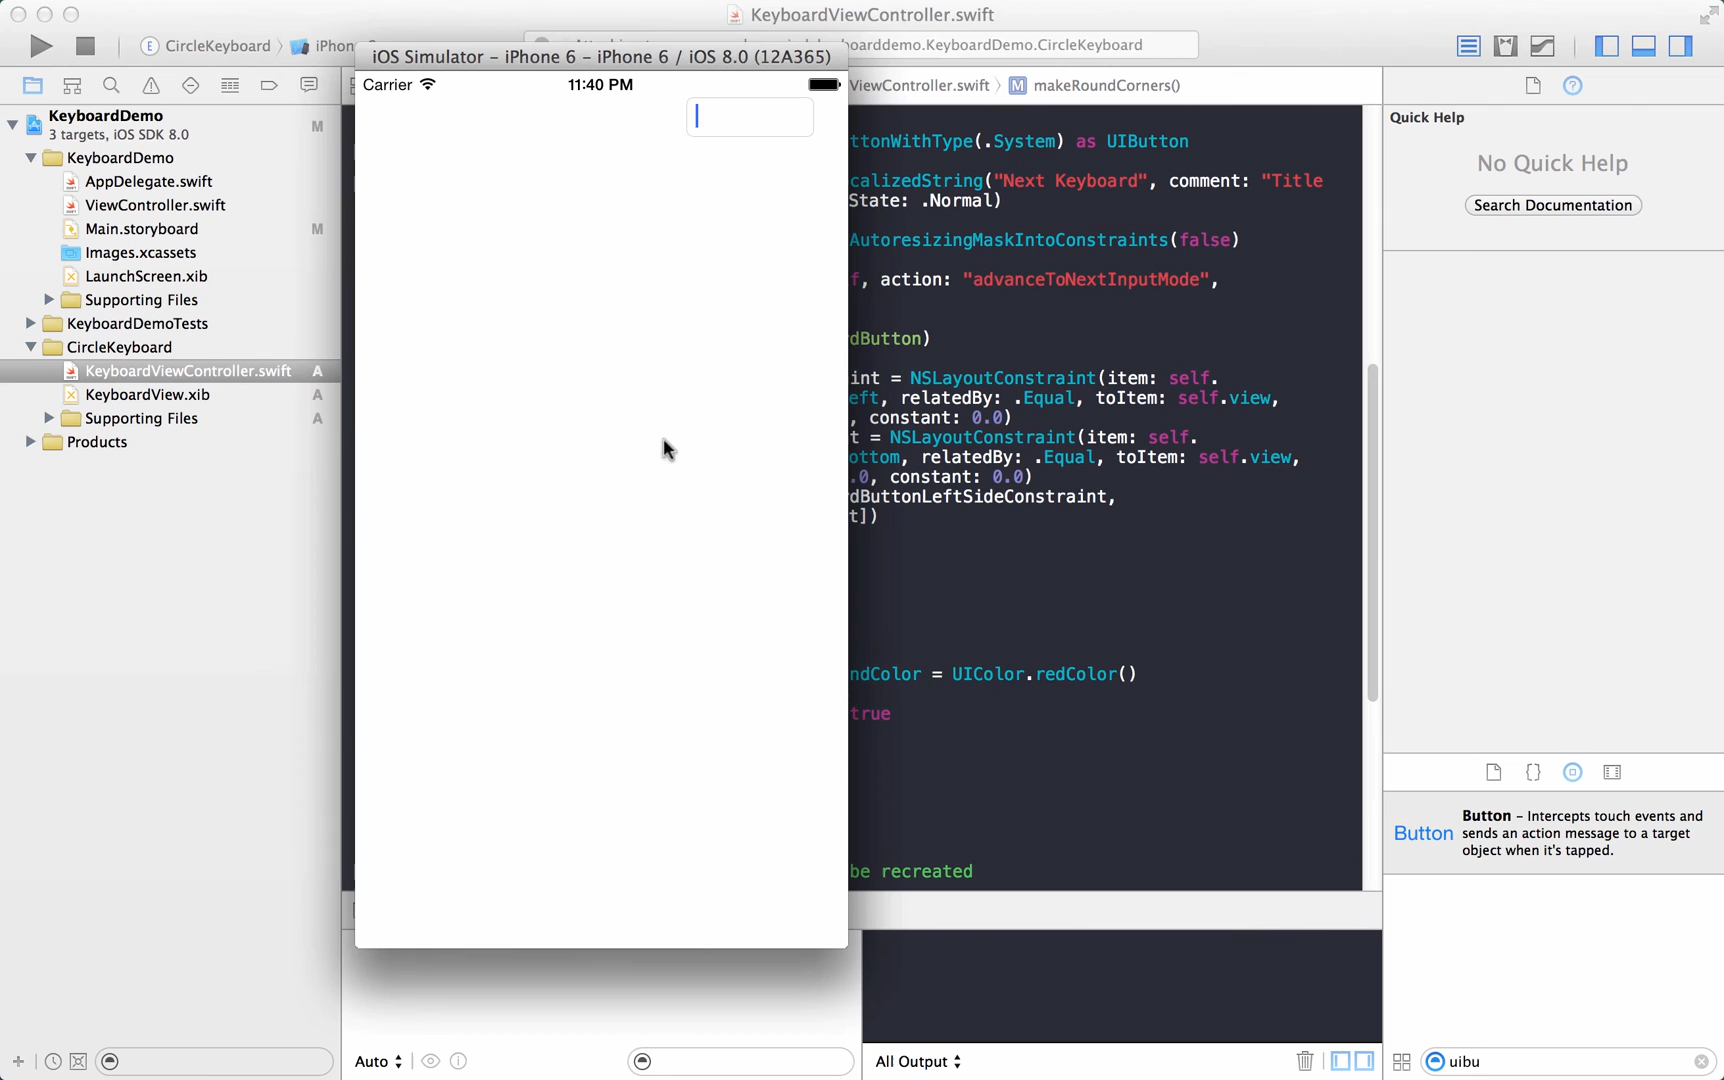 KeyboardViewController.swift
CircleKeyboard
iPhon
boarddemo.KeyboardDemo.CircleKeyboard
iOS Simulator – iPhone 6 – iPhone 6 / iOS 8.0 (12A365)
Carrier
11:40 PM
ViewController.swift
M
makeRoundCorners()
KeyboardDemo
3 targets, iOS SDK 8.0
M
KeyboardDemo
AppDelegate.swift
ViewController.swift
Main.storyboard
M
Images.xcassets
LaunchScreen.xib
Supporting Files
KeyboardDemoTests
CircleKeyboard
KeyboardViewController.swift
A
KeyboardView.xib
A
Supporting Files
A
Products
ttonWithType(.System) as UIButton
calizedString("Next Keyboard", comment: "Title
State: .Normal)
AutoresizingMaskIntoConstraints(false)
f, action: "advanceToNextInputMode",
dButton)
int = NSLayoutConstraint(item: self.
eft, relatedBy: .Equal, toItem: self.view,
, constant: 0.0)
t = NSLayoutConstraint(item: self.
ottom, relatedBy: .Equal, toItem: self.view,
.0, constant: 0.0)
dButtonLeftSideConstraint,
t])
ndColor = UIColor.redColor()
true
be recreated
Quick Help
No Quick Help
Search Documentation
Button
Button – Intercepts touch events and
sends an action message to a target
object when it's tapped.
Auto
All Output
uibu